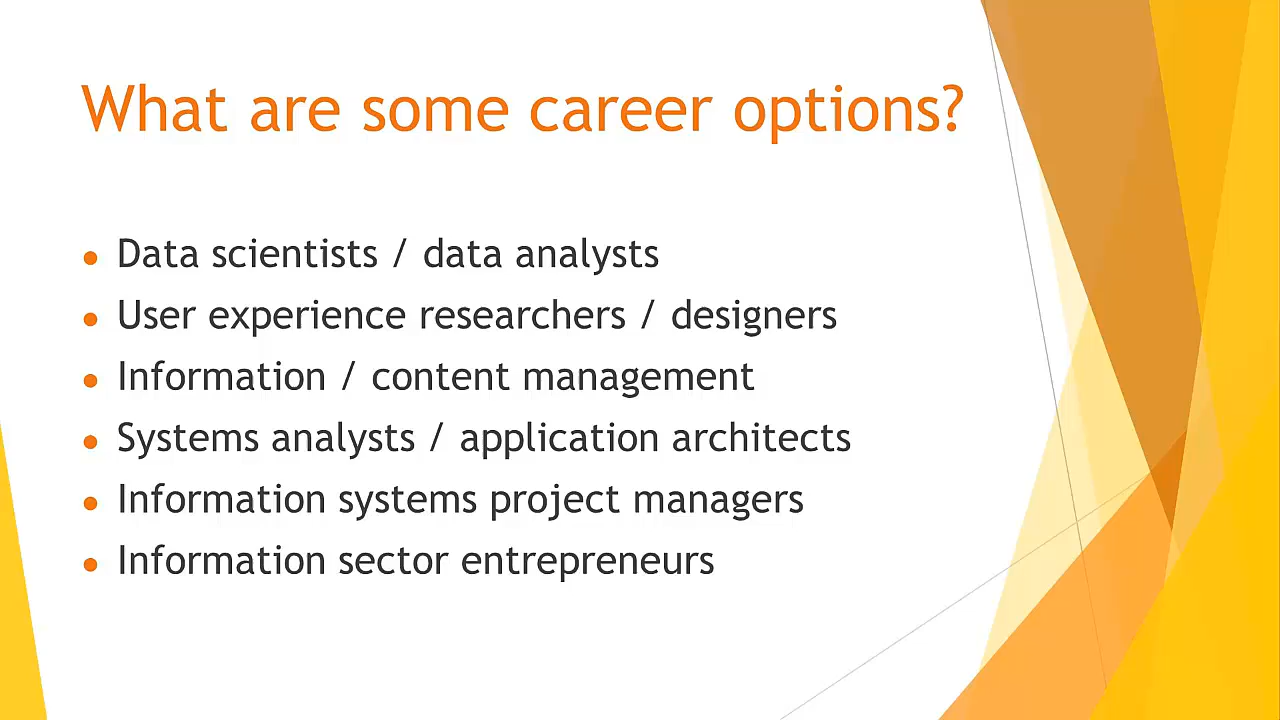 What are some career options?
● Data scientists / data analysts
● User experience researchers / designers
● Information / content management
● Systems analysts / application architects
● Information systems project managers
● Information sector entrepreneurs